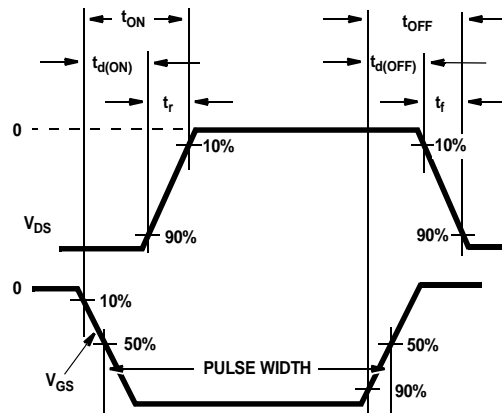 tON tOFF
td(ON) td(OFF)
tr tf
0
10% 10%
VDS 90% 90%
0
10%
50% 50%
VGS PULSE WIDTH
90%